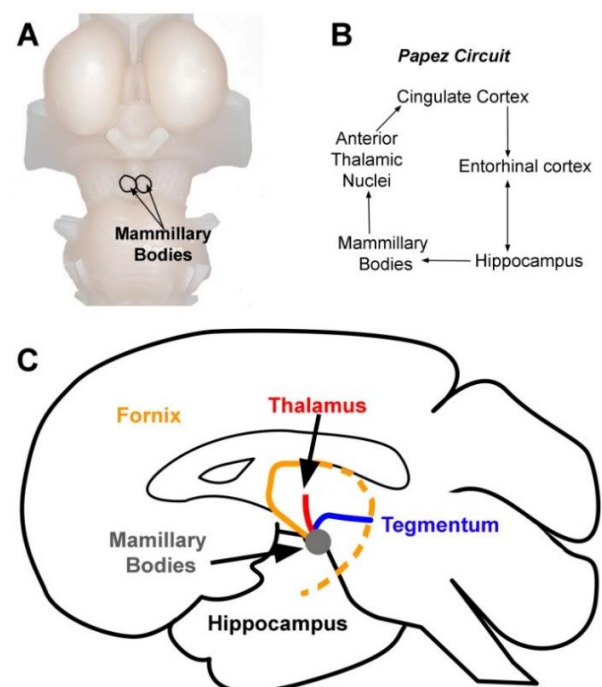 A
Mammillary
Bodies
B
Papez Circuit
Cingulate Cortex
Anterior
Thalamic
Nuclei
Entorhinal cortex
Mammillary
Bodies
Hippocampus
C
Fornix
Thalamus
Tegmentum
Mamillary
Bodies
Hippocampus